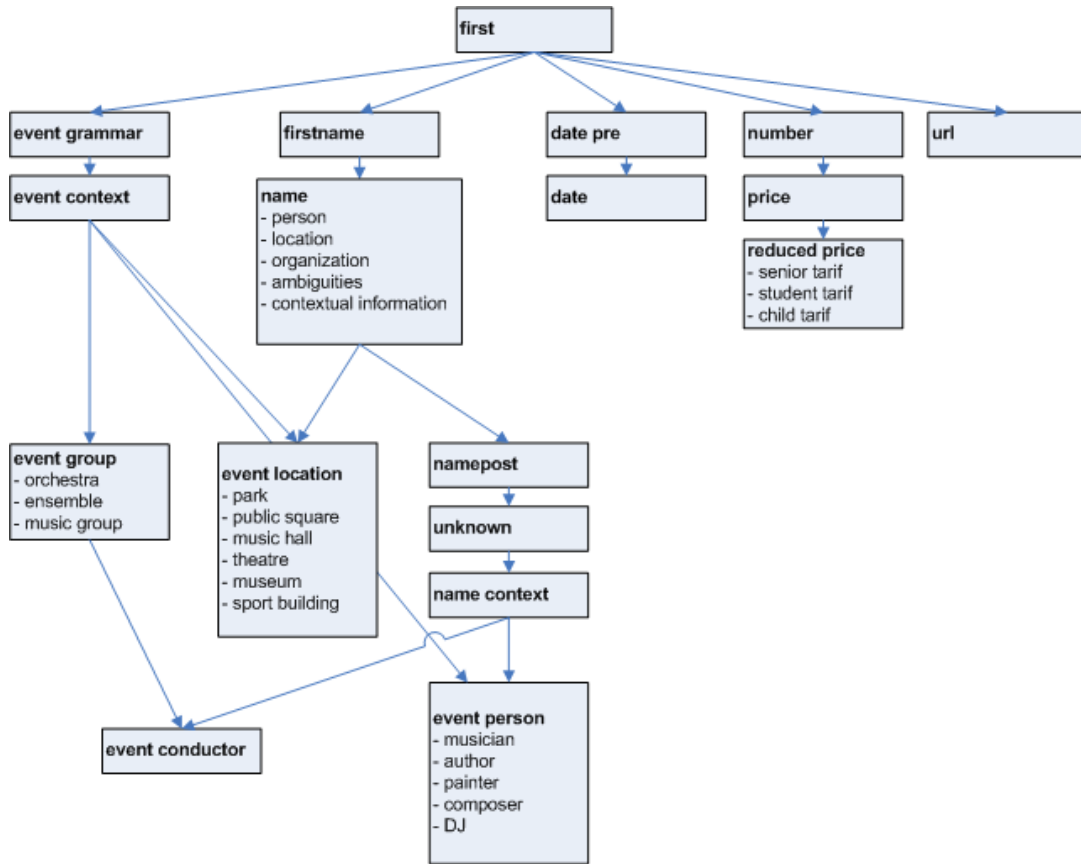 first
event grammar
firstname
date pre
number
url
event context
name
- person
- location
- organization
- ambiguities
- contextual information
date
price
reduced price
- senior tarif
- student tarif
- child tarif
event group
- orchestra
- ensemble
- music group
event location
- park
- public square
- music hall
- theatre
- museum
- sport building
namepost
unknown
name context
event conductor
event person
- musician
- author
- painter
- composer
- DJ